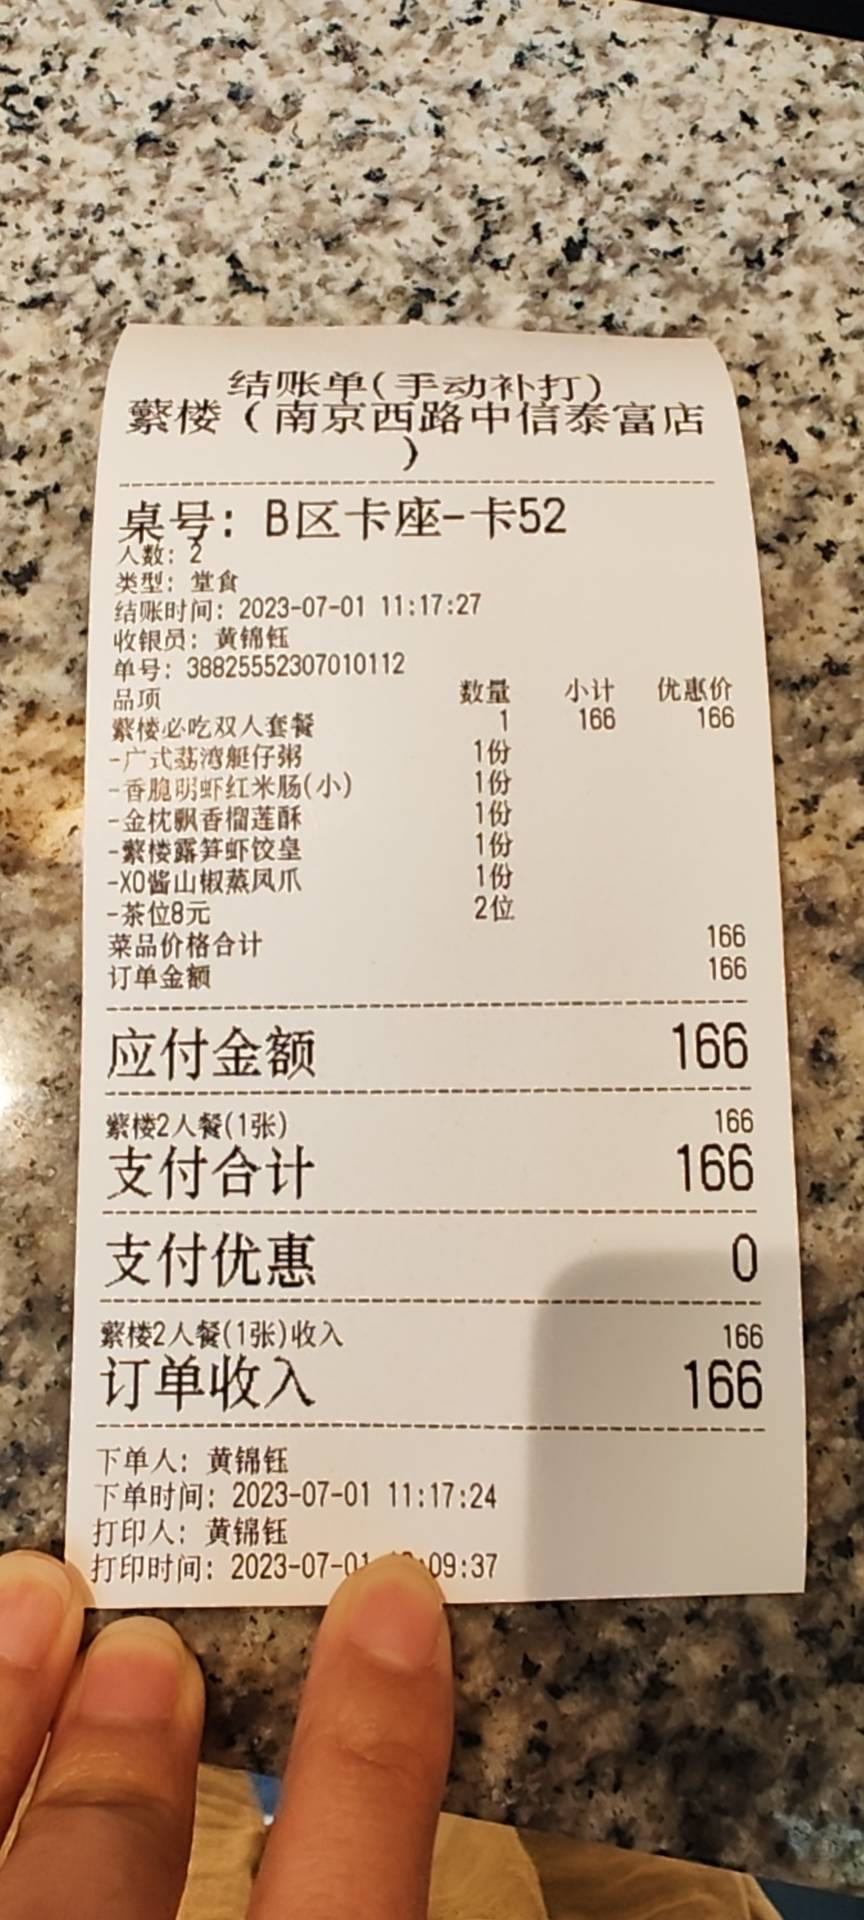 结账单(手动补打)
蘩楼（南京西路中信泰富店
）
桌号: B区卡座-卡52
人数: 2
类型: 堂食
结账时间: 2023-07-01 11:17:27
收银员: 黄锦钰
单号: 38825552307010112
品项 数量 小计 优惠价
蘩楼必吃双人套餐 1 166 166
-广式荔湾艇仔粥 1份
-香脆明虾红米肠(小) 1份
-金枕飘香榴莲酥 1份
-蘩楼露笋虾饺皇 1份
-XO酱山椒蒸凤爪 1份
-茶位8元 2位
菜品价格合计 166
订单金额 166
应付金额 166
蘩楼2人餐(1张) 166
支付合计 166
支付优惠 0
蘩楼2人餐(1张)收入 166
订单收入 166
下单人: 黄锦钰
下单时间: 2023-07-01 11:17:24
打印人: 黄锦钰
打印时间: 2023-07-01 :09:37